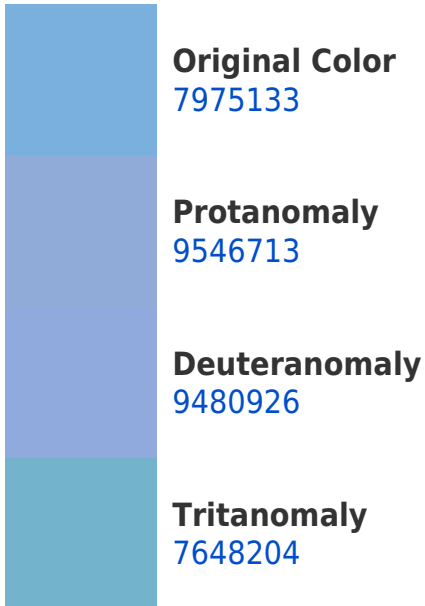 Original Color
7975133
Protanomaly
9546713
Deuteranomaly
9480926
Tritanomaly
7648204